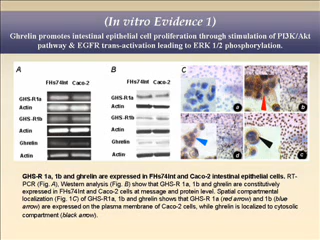 (In vitro Evidence 1)
Ghrelin promotes intestinal epithelial cell proliferation through stimulation of PI3K/Akt
pathway & EGFR trans-activation leading to ERK 1/2 phosphorylation.
A
B
C
FHs74Int Caco-2
FHs74Int Caco-2
GHS-R1a
GHS-R1a
Actin
Actin
GHS-R1b
GHS-R1b
Actin
Actin
Ghrelin
Ghrelin
Actin
Actin
a
b
d
c
GHS-R 1a, 1b and ghrelin are expressed in FHs74Int and Caco-2 intestinal epithelial cells. RT-
PCR (Fig. A), Western analysis (Fig. B) show that GHS-R 1a, 1b and ghrelin are constitutively
expressed in FHs74Int and Caco-2 cells at message and protein level. Spatial compartmental
localization (Fig. 1C) of GHS-R1a, 1b and ghrelin shows that GHS-R 1a (red arrow) and 1b (blue
arrow) are expressed on the plasma membrane of Caco-2 cells, while ghrelin is localized to cytosolic
compartment (black arrow).